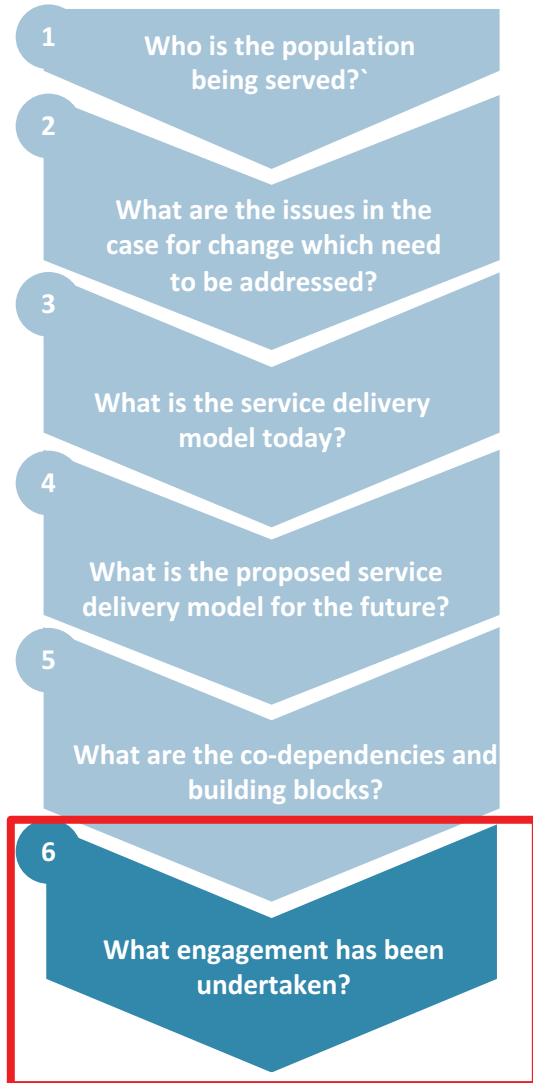 1
Who is the population
being served?`
2
What are the issues in the
case for change which need
to be addressed?
3
What is the service delivery
model today?
4
What is the proposed service
delivery model for the future?
5
What are the co-dependencies and
building blocks?
6
What engagement has been
undertaken?